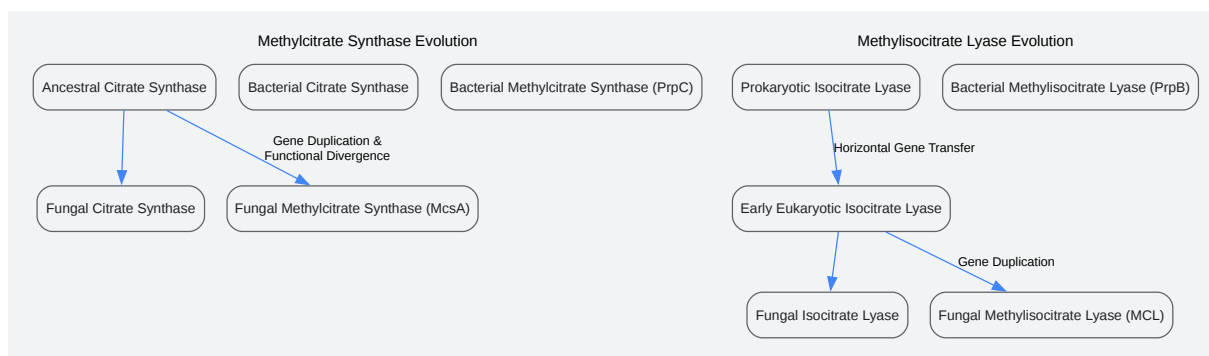 Methylcitrate Synthase Evolution
Methylisocitrate Lyase Evolution
Ancestral Citrate Synthase
Bacterial Citrate Synthase
Bacterial Methylcitrate Synthase (PrpC)
Prokaryotic Isocitrate Lyase
Bacterial Methylisocitrate Lyase (PrpB)
Gene Duplication &
Functional Divergence
Horizontal Gene Transfer
Fungal Citrate Synthase
Fungal Methylcitrate Synthase (McsA)
Early Eukaryotic Isocitrate Lyase
Gene Duplication
Fungal Isocitrate Lyase
Fungal Methylisocitrate Lyase (MCL)